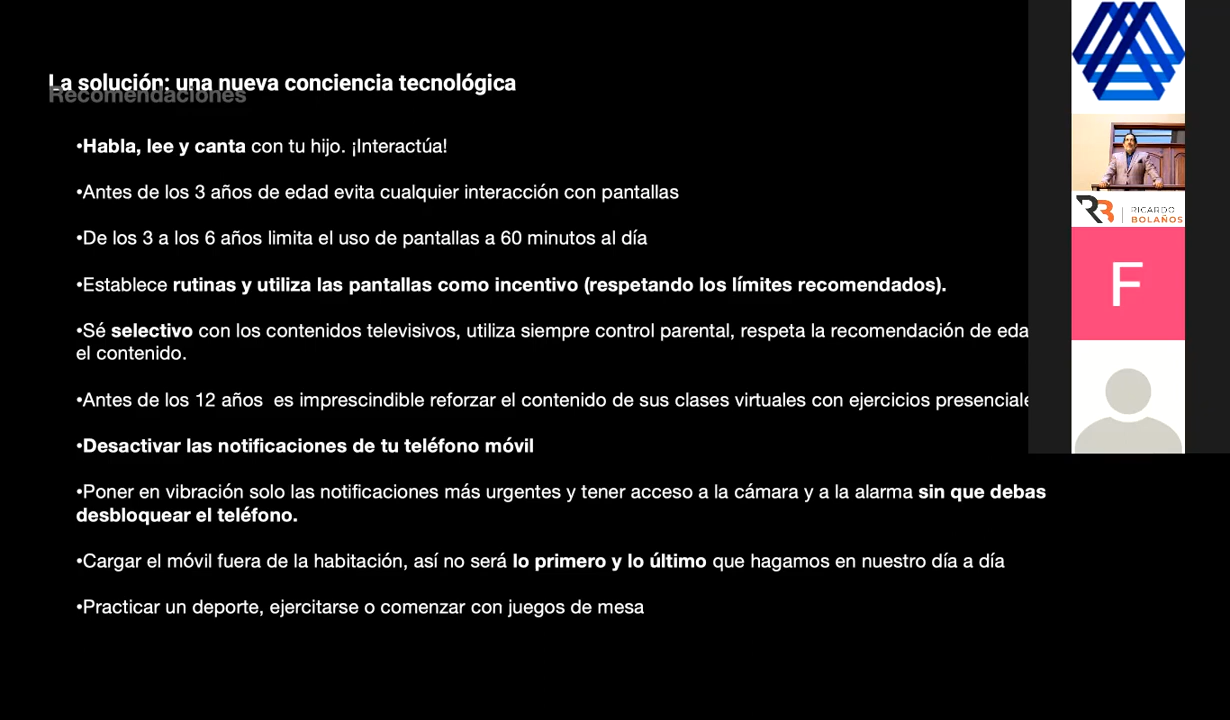 La solución: una nueva conciencia tecnológica
Recomendaciones
•Habla, lee y canta con tu hijo. ¡Interactúa!
•Antes de los 3 años de edad evita cualquier interacción con pantallas
•De los 3 a los 6 años limita el uso de pantallas a 60 minutos al día
•Establece rutinas y utiliza las pantallas como incentivo (respetando los límites recomendados).
•Sé selectivo con los contenidos televisivos, utiliza siempre control parental, respeta la recomendación de eda
el contenido.
•Antes de los 12 años  es imprescindible reforzar el contenido de sus clases virtuales con ejercicios presenciale
•Desactivar las notificaciones de tu teléfono móvil
•Poner en vibración solo las notificaciones más urgentes y tener acceso a la cámara y a la alarma sin que debas
desbloquear el teléfono.
•Cargar el móvil fuera de la habitación, así no será lo primero y lo último que hagamos en nuestro día a día
•Practicar un deporte, ejercitarse o comenzar con juegos de mesa
RB
RICARDO
BOLAÑOS
F